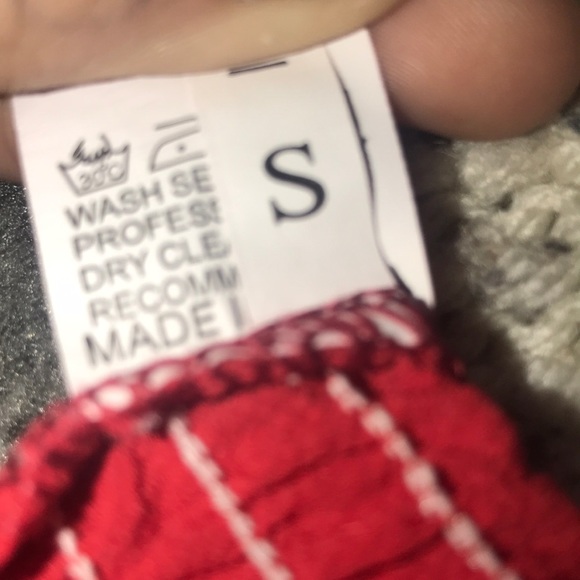 30°C
WASH SE
PROFES
DRY CLE
RECOMM
MADE
S